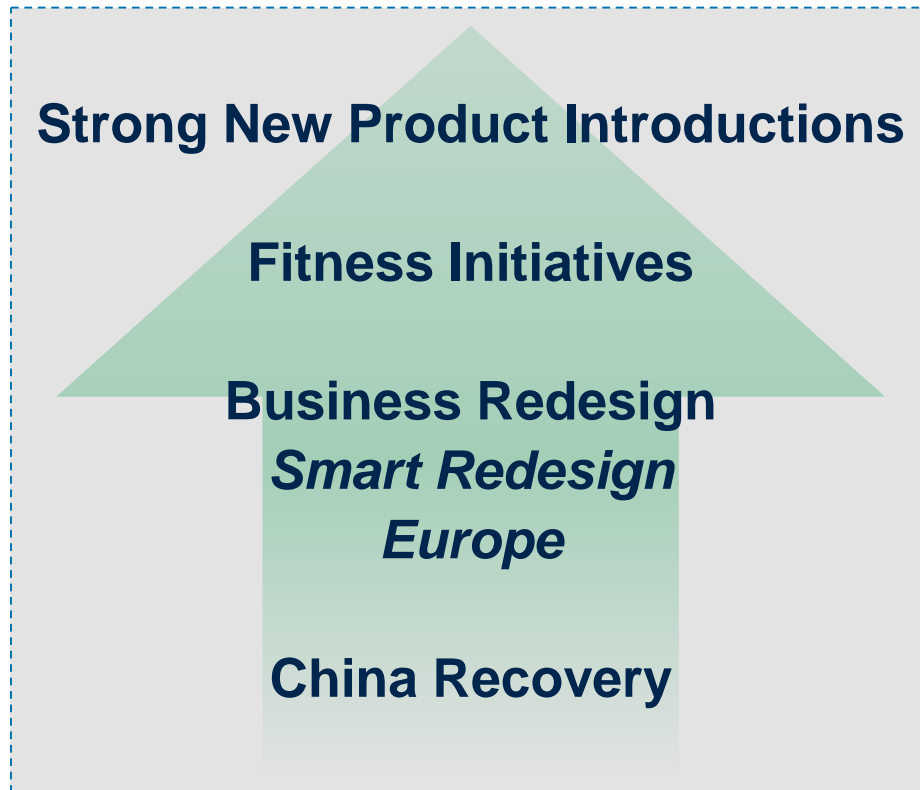 Strong New Product Introductions
Fitness Initiatives
Business Redesign
Smart Redesign
Europe
China Recovery